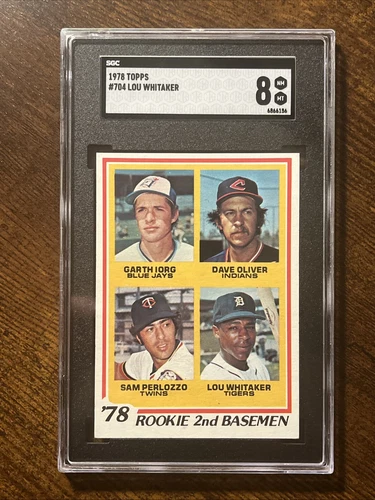 SGC
1978 TOPPS
#704 LOU WHITAKER
8 NM MT
6866156
GARTH IORG
BLUE JAYS
DAVE OLIVER
INDIANS
SAM PERLOZZO
TWINS
LOU WHITAKER
TIGERS
'78 ROOKIE 2nd BASEMEN